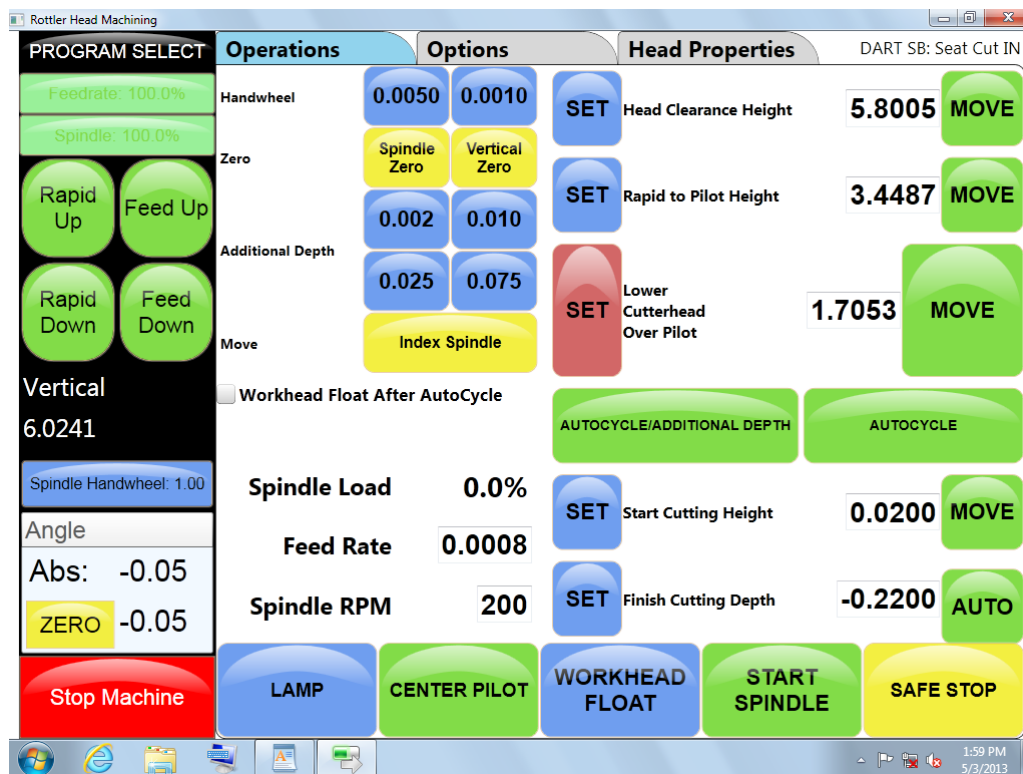 Rottler Head Machining
PROGRAM SELECT
Operations
Options
Head Properties
DART SB: Seat Cut IN
Feedrate: 100.0%
Spindle: 100.0%
Rapid Up
Feed Up
Rapid Down
Feed Down
Vertical
6.0241
Spindle Handwheel: 1.00
Angle
Abs: -0.05
ZERO -0.05
Stop Machine
Handwheel
0.0050 0.0010
Zero
Spindle Zero
Vertical Zero
Additional Depth
0.002 0.010
0.025 0.075
Move
Index Spindle
Workhead Float After AutoCycle
Spindle Load 0.0%
Feed Rate 0.0008
Spindle RPM 200
SET Head Clearance Height 5.8005 MOVE
SET Rapid to Pilot Height 3.4487 MOVE
SET Lower Cutterhead Over Pilot 1.7053 MOVE
AUTOCYCLE/ADDITIONAL DEPTH
AUTOCYCLE
SET Start Cutting Height 0.0200 MOVE
SET Finish Cutting Depth -0.2200 AUTO
LAMP
CENTER PILOT
WORKHEAD FLOAT
START SPINDLE
SAFE STOP
1:59 PM
5/3/2013